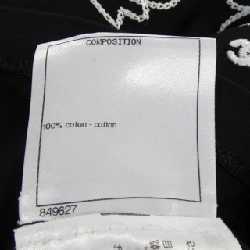 COMPOSITION
100% coton - cotton
849627